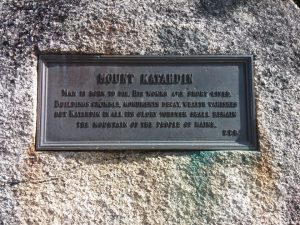 MOUNT KATAHDIN
MAN IS BORN TO DIE. HIS WORKS ARE SHORT LIVED.
BUILDINGS CRUMBLE, MONUMENTS DECAY, WEALTH VANISHES
BUT KATAHDIN IN ALL ITS GLORY FOREVER SHALL REMAIN
THE MOUNTAIN OF THE PEOPLE OF MAINE.
P.P.B.